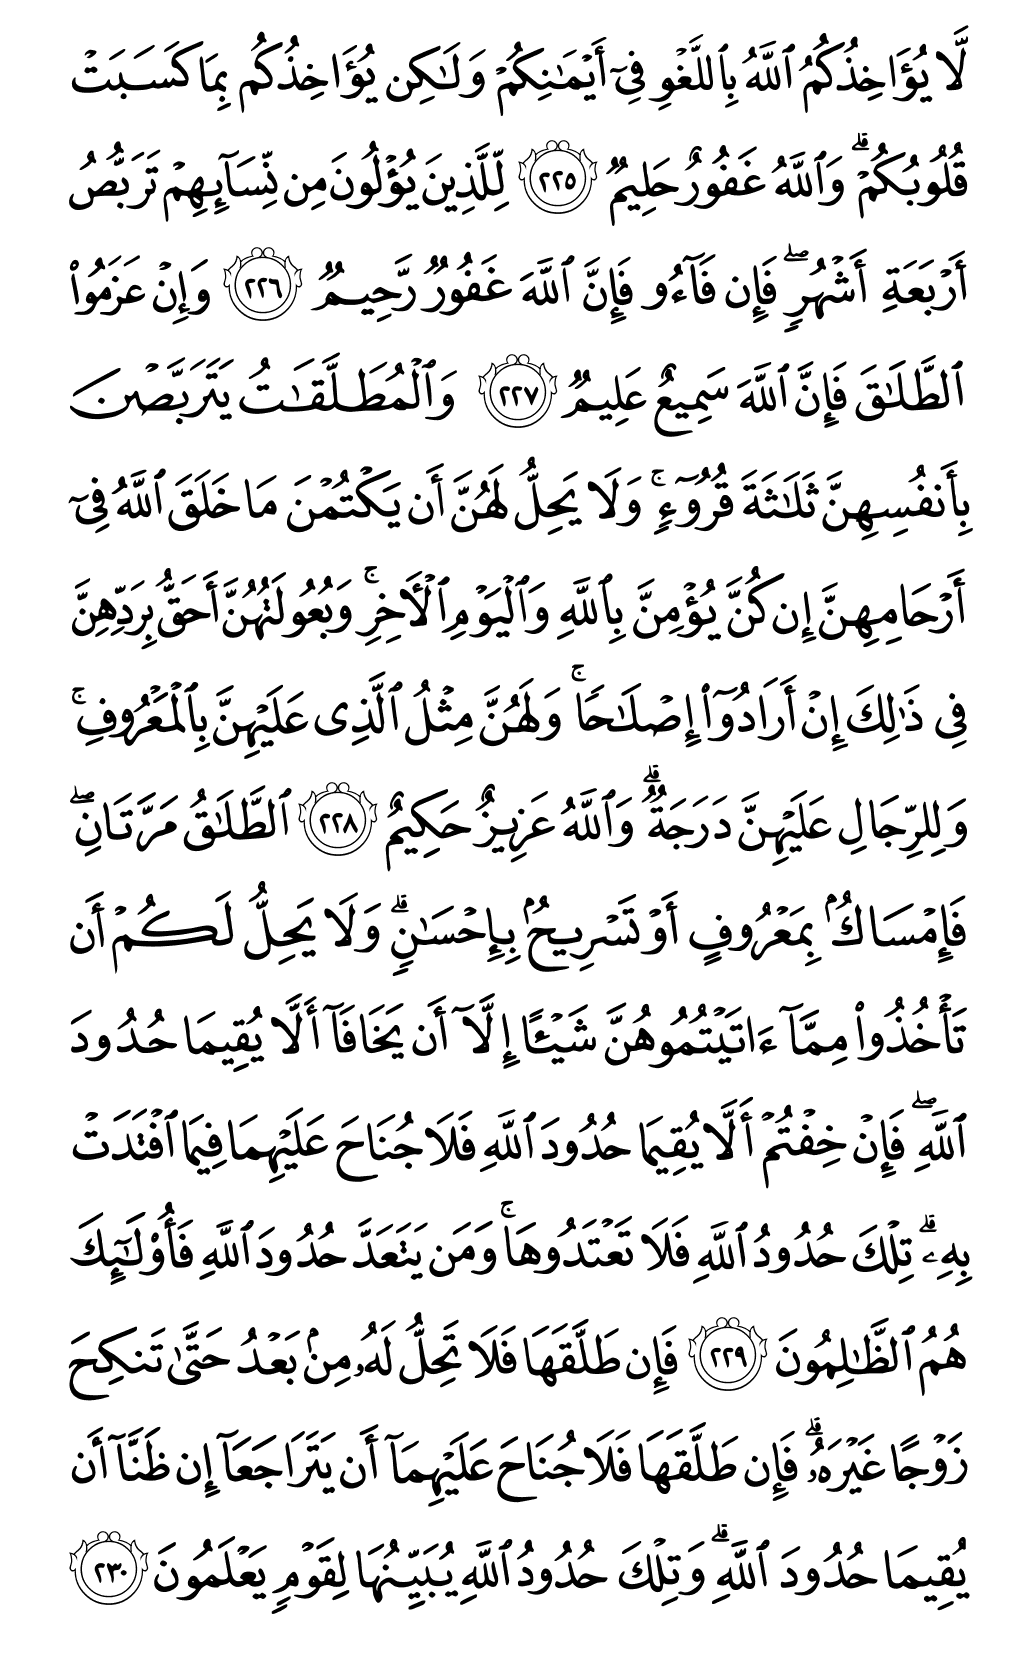 لَّا يُؤَاخِذُكُمُ ٱللَّهُ بِٱللَّغْوِ فِىٓ أَيْمَـٰنِكُمْ وَلَـٰكِن يُؤَاخِذُكُم بِمَا كَسَبَتْ
قُلُوبُكُمْ ۗ وَٱللَّهُ غَفُورٌ حَلِيمٌ ٢٢٥ لِّلَّذِينَ يُؤْلُونَ مِن نِّسَآئِهِمْ تَرَبُّصُ
أَرْبَعَةِ أَشْهُرٍ ۖ فَإِن فَآءُو فَإِنَّ ٱللَّهَ غَفُورٌ رَّحِيمٌ ٢٢٦ وَإِنْ عَزَمُوا۟
ٱلطَّلَـٰقَ فَإِنَّ ٱللَّهَ سَمِيعٌ عَلِيمٌ ٢٢٧ وَٱلْمُطَلَّقَـٰتُ يَتَرَبَّصْنَ
بِأَنفُسِهِنَّ ثَلَـٰثَةَ قُرُوٓءٍ ۚ وَلَا يَحِلُّ لَهُنَّ أَن يَكْتُمْنَ مَا خَلَقَ ٱللَّهُ فِىٓ
أَرْحَامِهِنَّ إِن كُنَّ يُؤْمِنَّ بِٱللَّهِ وَٱلْيَوْمِ ٱلْـَٔاخِرِ ۚ وَبُعُولَتُهُنَّ أَحَقُّ بِرَدِّهِنَّ
فِى ذَٰلِكَ إِنْ أَرَادُوٓا۟ إِصْلَـٰحًا ۚ وَلَهُنَّ مِثْلُ ٱلَّذِى عَلَيْهِنَّ بِٱلْمَعْرُوفِ ۚ
وَلِلرِّجَالِ عَلَيْهِنَّ دَرَجَةٌ ۗ وَٱللَّهُ عَزِيزٌ حَكِيمٌ ٢٢٨ ٱلطَّلَـٰقُ مَرَّتَانِ ۖ
فَإِمْسَاكٌۢ بِمَعْرُوفٍ أَوْ تَسْرِيحٌۢ بِإِحْسَـٰنٍ ۗ وَلَا يَحِلُّ لَكُمْ أَن
تَأْخُذُوا۟ مِمَّآ ءَاتَيْتُمُوهُنَّ شَيْـًٔا إِلَّآ أَن يَخَافَآ أَلَّا يُقِيمَا حُدُودَ
ٱللَّهِ ۖ فَإِنْ خِفْتُمْ أَلَّا يُقِيمَا حُدُودَ ٱللَّهِ فَلَا جُنَاحَ عَلَيْهِمَا فِيمَا ٱفْتَدَتْ
بِهِۦ ۗ تِلْكَ حُدُودُ ٱللَّهِ فَلَا تَعْتَدُوهَا ۚ وَمَن يَتَعَدَّ حُدُودَ ٱللَّهِ فَأُو۟لَـٰٓئِكَ
هُمُ ٱلظَّـٰلِمُونَ ٢٢٩ فَإِن طَلَّقَهَا فَلَا تَحِلُّ لَهُۥ مِنۢ بَعْدُ حَتَّىٰ تَنكِحَ
زَوْجًا غَيْرَهُۥ ۗ فَإِن طَلَّقَهَا فَلَا جُنَاحَ عَلَيْهِمَآ أَن يَتَرَاجَعَآ إِن ظَنَّآ أَن
يُقِيمَا حُدُودَ ٱللَّهِ ۗ وَتِلْكَ حُدُودُ ٱللَّهِ يُبَيِّنُهَا لِقَوْمٍ يَعْلَمُونَ ٢٣٠